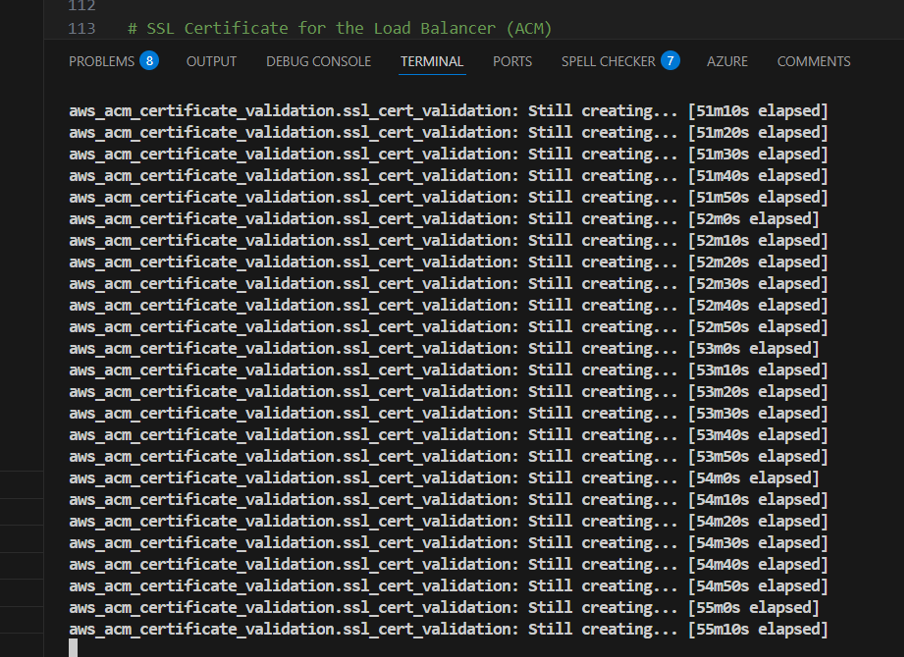 112
113 # SSL Certificate for the Load Balancer (ACM)
PROBLEMS 8 OUTPUT DEBUG CONSOLE TERMINAL PORTS SPELL CHECKER 7 AZURE COMMENTS
aws_acm_certificate_validation.ssl_cert_validation: Still creating... [51m10s elapsed]
aws_acm_certificate_validation.ssl_cert_validation: Still creating... [51m20s elapsed]
aws_acm_certificate_validation.ssl_cert_validation: Still creating... [51m30s elapsed]
aws_acm_certificate_validation.ssl_cert_validation: Still creating... [51m40s elapsed]
aws_acm_certificate_validation.ssl_cert_validation: Still creating... [51m50s elapsed]
aws_acm_certificate_validation.ssl_cert_validation: Still creating... [52m0s elapsed]
aws_acm_certificate_validation.ssl_cert_validation: Still creating... [52m10s elapsed]
aws_acm_certificate_validation.ssl_cert_validation: Still creating... [52m20s elapsed]
aws_acm_certificate_validation.ssl_cert_validation: Still creating... [52m30s elapsed]
aws_acm_certificate_validation.ssl_cert_validation: Still creating... [52m40s elapsed]
aws_acm_certificate_validation.ssl_cert_validation: Still creating... [52m50s elapsed]
aws_acm_certificate_validation.ssl_cert_validation: Still creating... [53m0s elapsed]
aws_acm_certificate_validation.ssl_cert_validation: Still creating... [53m10s elapsed]
aws_acm_certificate_validation.ssl_cert_validation: Still creating... [53m20s elapsed]
aws_acm_certificate_validation.ssl_cert_validation: Still creating... [53m30s elapsed]
aws_acm_certificate_validation.ssl_cert_validation: Still creating... [53m40s elapsed]
aws_acm_certificate_validation.ssl_cert_validation: Still creating... [53m50s elapsed]
aws_acm_certificate_validation.ssl_cert_validation: Still creating... [54m0s elapsed]
aws_acm_certificate_validation.ssl_cert_validation: Still creating... [54m10s elapsed]
aws_acm_certificate_validation.ssl_cert_validation: Still creating... [54m20s elapsed]
aws_acm_certificate_validation.ssl_cert_validation: Still creating... [54m30s elapsed]
aws_acm_certificate_validation.ssl_cert_validation: Still creating... [54m40s elapsed]
aws_acm_certificate_validation.ssl_cert_validation: Still creating... [54m50s elapsed]
aws_acm_certificate_validation.ssl_cert_validation: Still creating... [55m0s elapsed]
aws_acm_certificate_validation.ssl_cert_validation: Still creating... [55m10s elapsed]